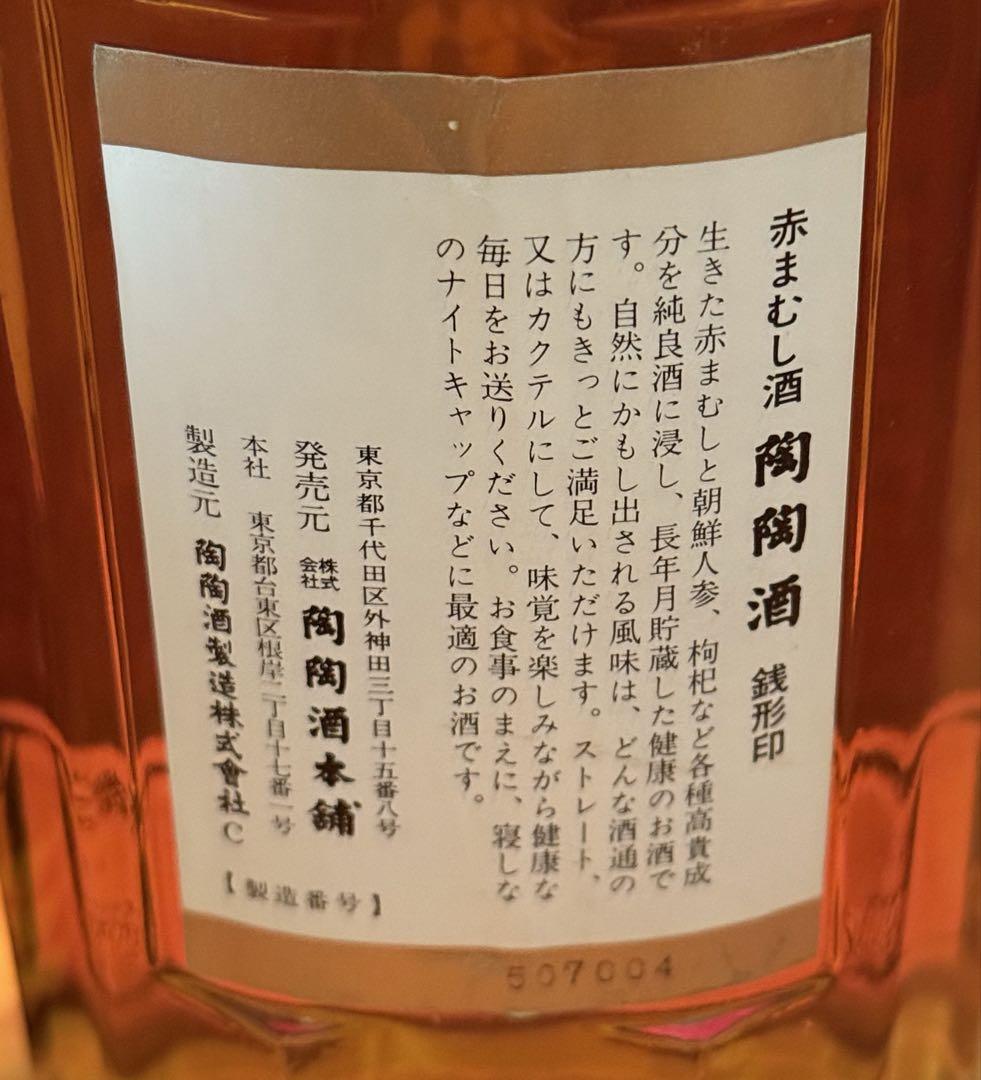 赤まむし酒 陶陶酒 銭形印
生きた赤まむしと朝鮮人参、枸杞など各種高貴成
分を純良酒に浸し、長年月貯蔵した健康のお酒で
す。自然にかもし出される風味は、どんな酒通の
方にもきっとご満足いただけます。ストレート、
又はカクテルにして、味覚を楽しみながら健康な
毎日をお送りください。お食事のまえに、寝しな
のナイトキャップなどに最適のお酒です。
東京都千代田区外神田三丁目十五番八号
発売元 株式会社 陶陶酒本舗
本社 東京都台東区根岸二丁目十七番一号
製造元 陶陶酒製造株式會社C
【製造番号】
507004